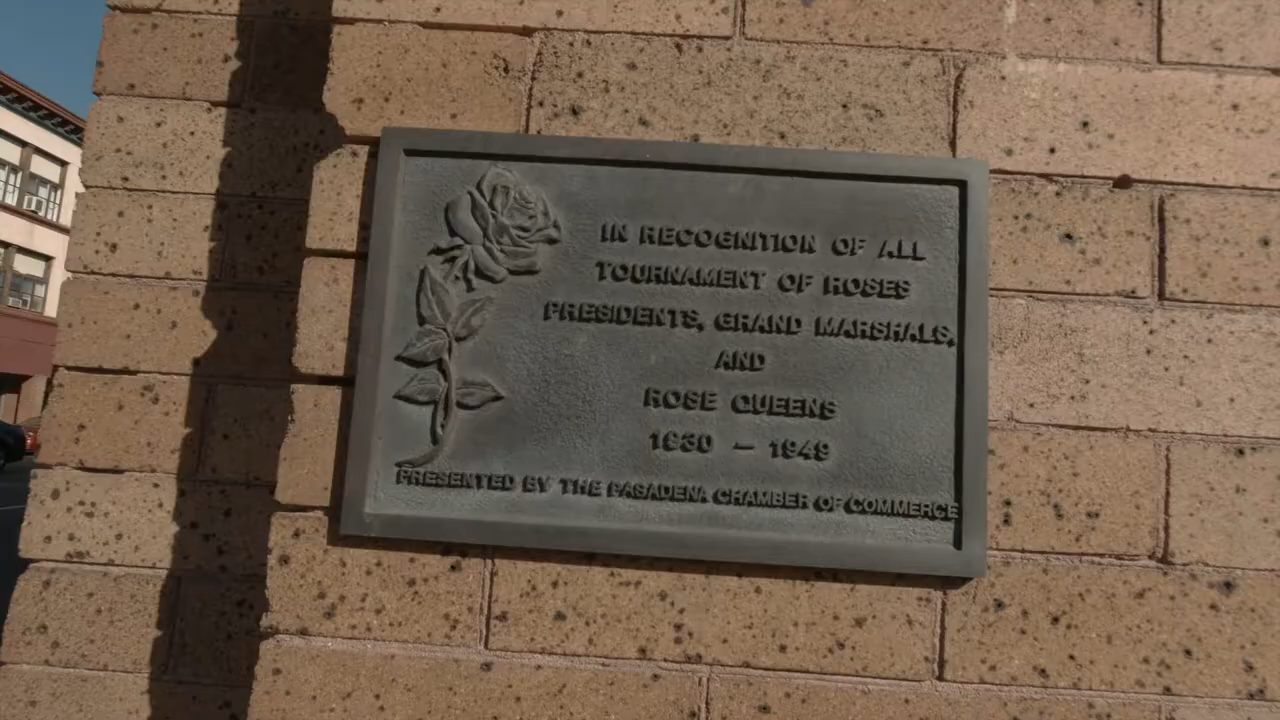 IN RECOGNITION OF ALL
TOURNAMENT OF ROSES
PRESIDENTS, GRAND MARSHALS,
AND
ROSE QUEENS
1930 – 1949
PRESENTED BY THE PASADENA CHAMBER OF COMMERCE